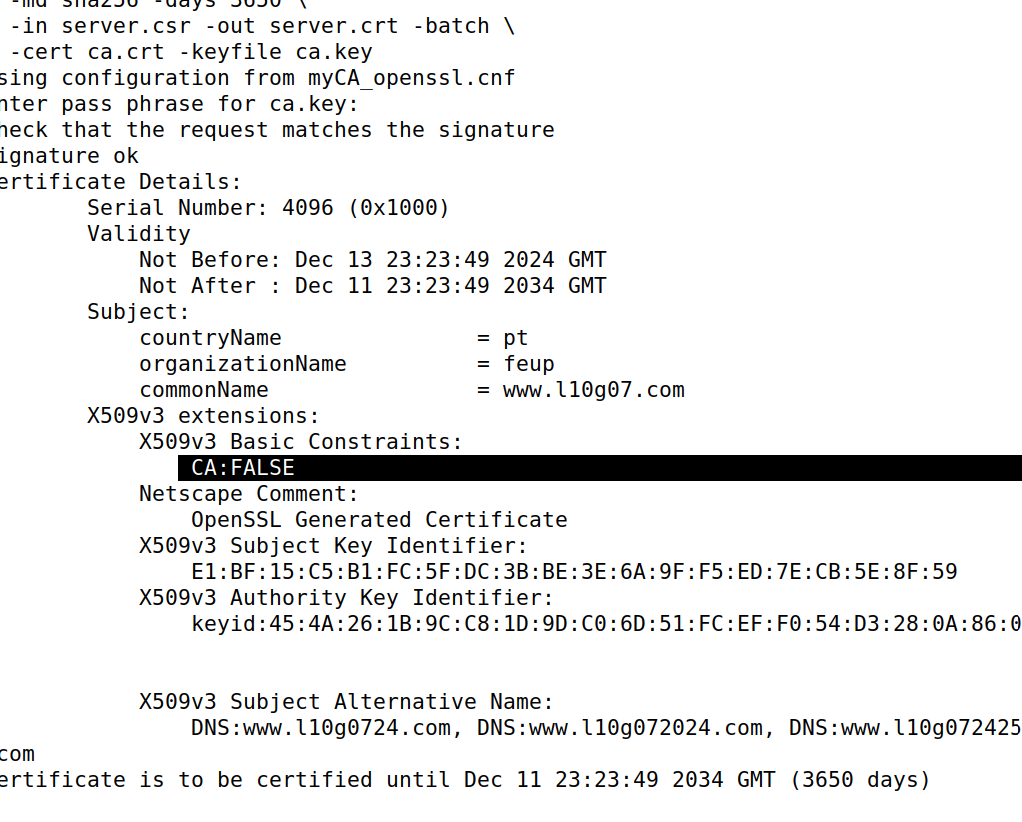 -md sha256 -days 3650 \
-in server.csr -out server.crt -batch \
-cert ca.crt -keyfile ca.key
sing configuration from myCA_openssl.cnf
nter pass phrase for ca.key:
heck that the request matches the signature
ignature ok
ertificate Details:
Serial Number: 4096 (0x1000)
Validity
Not Before: Dec 13 23:23:49 2024 GMT
Not After : Dec 11 23:23:49 2034 GMT
Subject:
countryName = pt
organizationName = feup
commonName = www.l10g07.com
X509v3 extensions:
X509v3 Basic Constraints:
CA:FALSE
Netscape Comment:
OpenSSL Generated Certificate
X509v3 Subject Key Identifier:
E1:BF:15:C5:B1:FC:5F:DC:3B:BE:3E:6A:9F:F5:ED:7E:CB:5E:8F:59
X509v3 Authority Key Identifier:
keyid:45:4A:26:1B:9C:C8:1D:9D:C0:6D:51:FC:EF:F0:54:D3:28:0A:86:0
X509v3 Subject Alternative Name:
DNS:www.l10g0724.com, DNS:www.l10g072024.com, DNS:www.l10g072425
com
ertificate is to be certified until Dec 11 23:23:49 2034 GMT (3650 days)